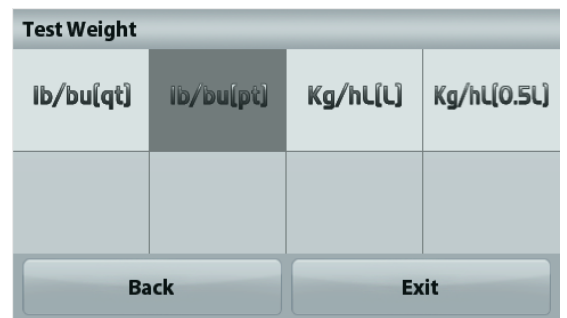 Test Weight
lb/bu(qt) lb/bu(pt) Kg/hL(L) Kg/hL(0.5L)
Back Exit